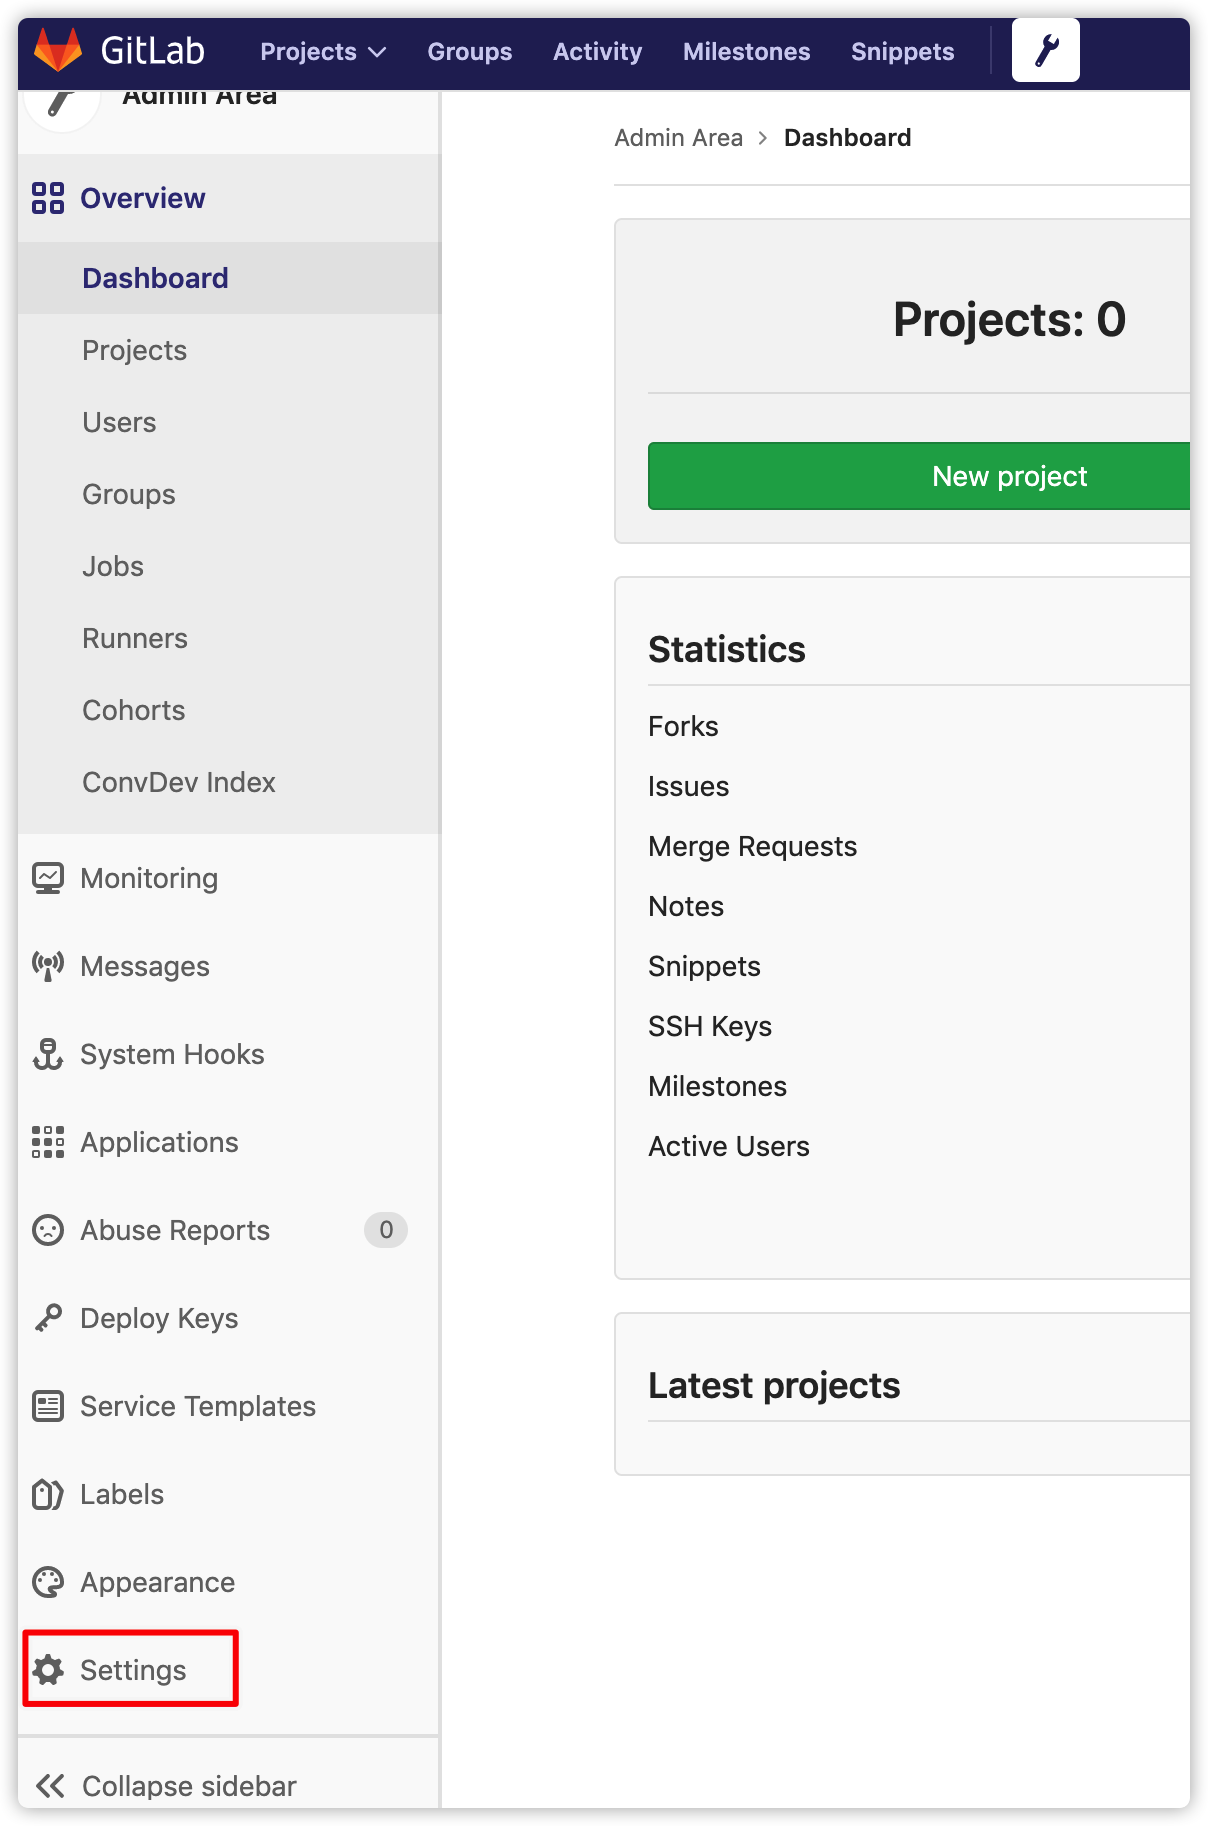 GitLab Projects Groups Activity Milestones Snippets
Admin Area
Overview
Dashboard
Projects
Users
Groups
Jobs
Runners
Cohorts
ConvDev Index
Monitoring
Messages
System Hooks
Applications
Abuse Reports 0
Deploy Keys
Service Templates
Labels
Appearance
Settings
Collapse sidebar
Admin Area > Dashboard
Projects: 0
New project
Statistics
Forks
Issues
Merge Requests
Notes
Snippets
SSH Keys
Milestones
Active Users
Latest projects